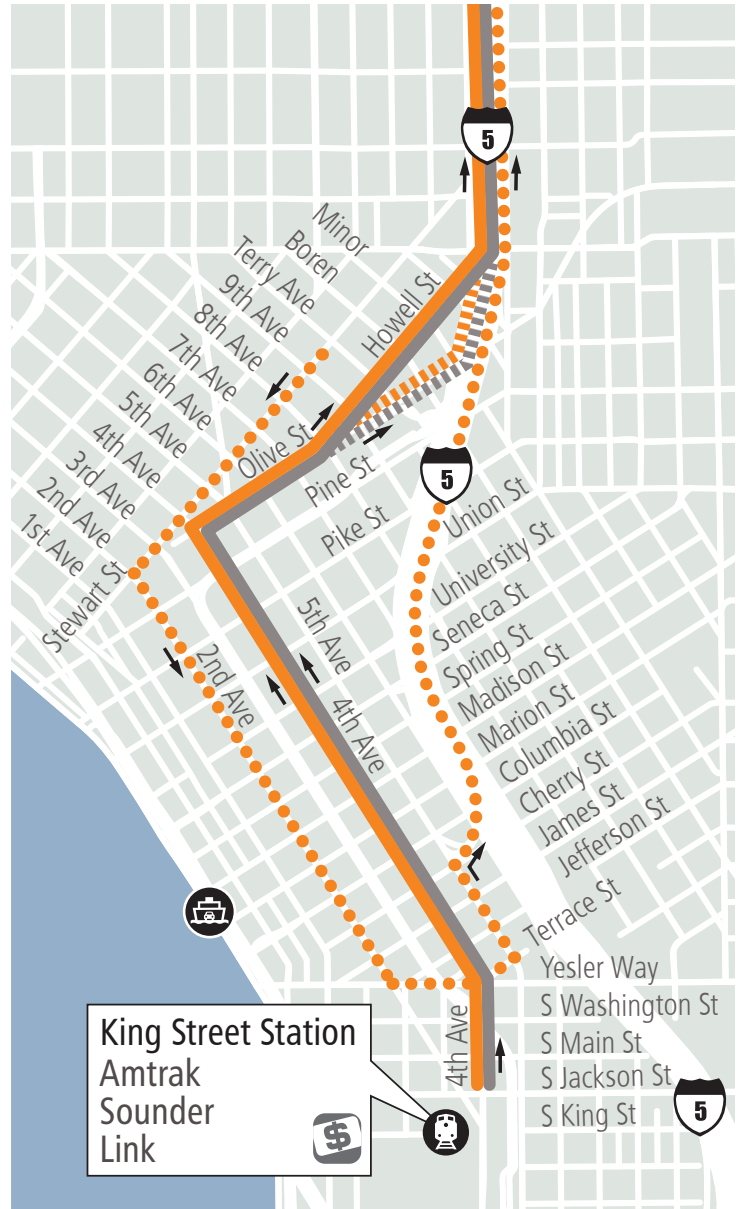 5
Minor
Boren
Terry Ave
9th Ave
8th Ave
7th Ave
6th Ave
5th Ave
4th Ave
3rd Ave
2nd Ave
1st Ave
Howell St
Olive St
Stewart St
Pine St
Pike St
5
Union St
University St
Seneca St
Spring St
Madison St
Marion St
Columbia St
Cherry St
James St
Jefferson St
Terrace St
5th Ave
4th Ave
2nd Ave
Yesler Way
S Washington St
S Main St
S Jackson St
S King St
4th Ave
5
King Street Station
Amtrak
Sounder
Link
$